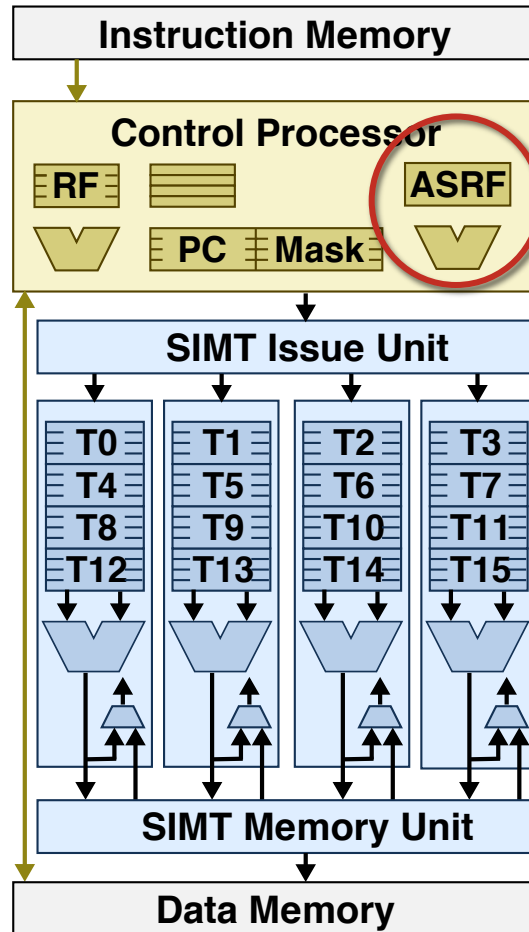 Instruction Memory
Control Processor
RF
ASRF
PC Mask
SIMT Issue Unit
T0 T1 T2 T3
T4 T5 T6 T7
T8 T9 T10 T11
T12 T13 T14 T15
SIMT Memory Unit
Data Memory